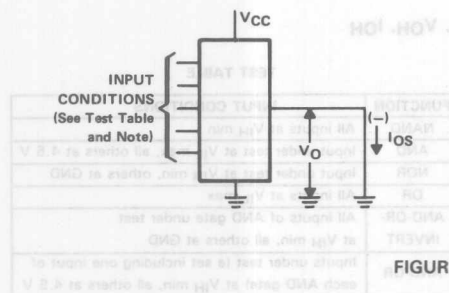 VOH, IOH
TEST TABLE
VCC
INPUT
CONDITIONS
(See Test Table
and Note)
VO
(–)
IOS
FUNCTION INPUT CONDITIONS
NAND All inputs at VIH min
AND Input under test at VIH min, all others at 4.5 V
NOR Input under test at VIH min, others at GND
OR All inputs at
AND-OR- All inputs of AND gate under test
INVERT at VIH min, all others at GND
Inputs under test (a set including one input of
each AND gate) at VIH min, all others at 4.5 V
FIGUR